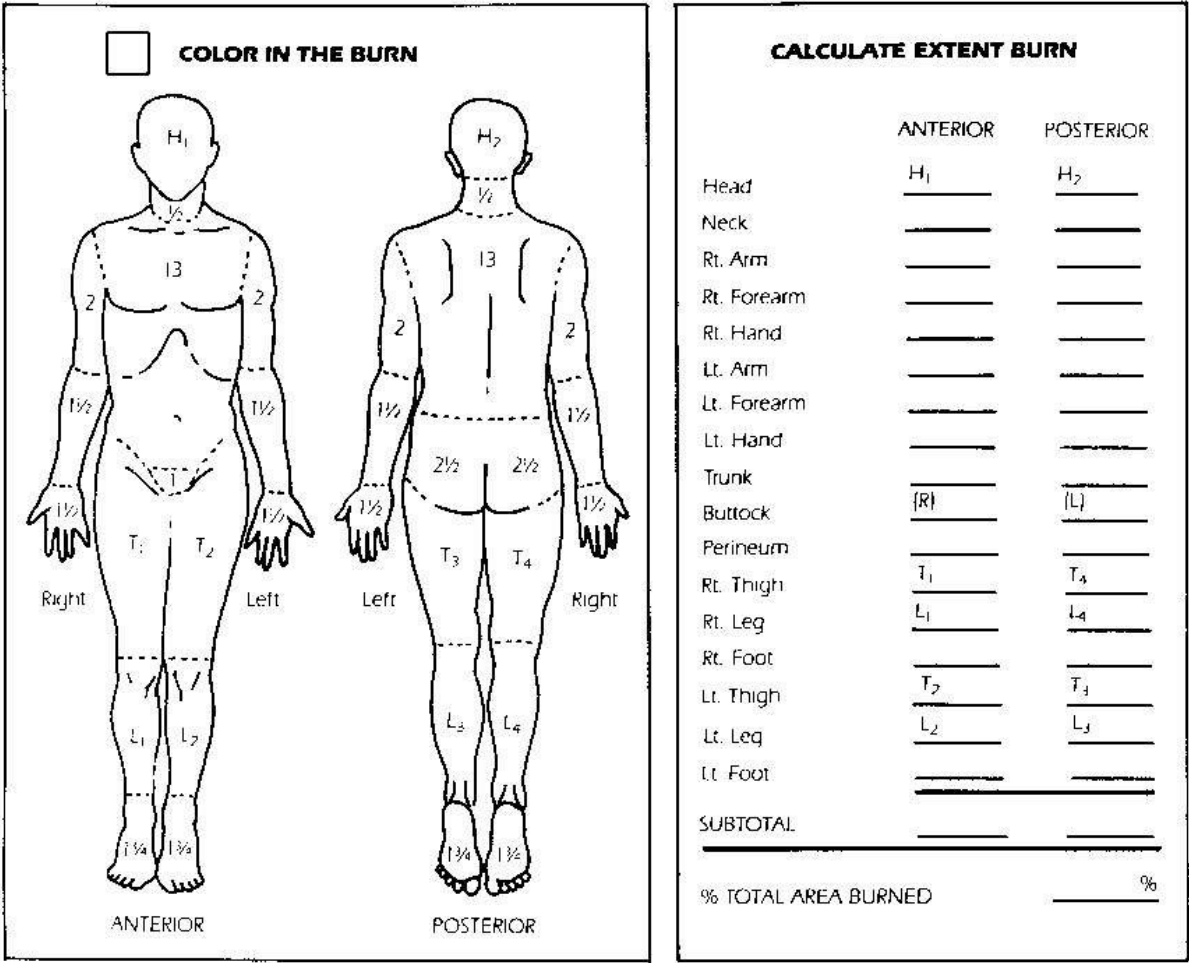 COLOR IN THE BURN
H₁
½
13
2 2
1½ 1½
1
1½ 1½
T₁ T₂
Right Left
L₁ L₂
1¾ 1¾
ANTERIOR
H₂
½
13
2 2
1½ 1½
2½ 2½
1½ 1½
T₃ T₄
Left Right
L₃ L₄
1¾ 1¾
POSTERIOR
CALCULATE EXTENT BURN
ANTERIOR POSTERIOR
Head H₁ H₂
Neck
Rt. Arm
Rt. Forearm
Rt. Hand
Lt. Arm
Lt. Forearm
Lt. Hand
Trunk
Buttock (R) (L)
Perineum
Rt. Thigh T₁ T₄
Rt. Leg L₁ L₄
Rt. Foot
Lt. Thigh T₂ T₃
Lt. Leg L₂ L₃
Lt. Foot
SUBTOTAL
% TOTAL AREA BURNED %